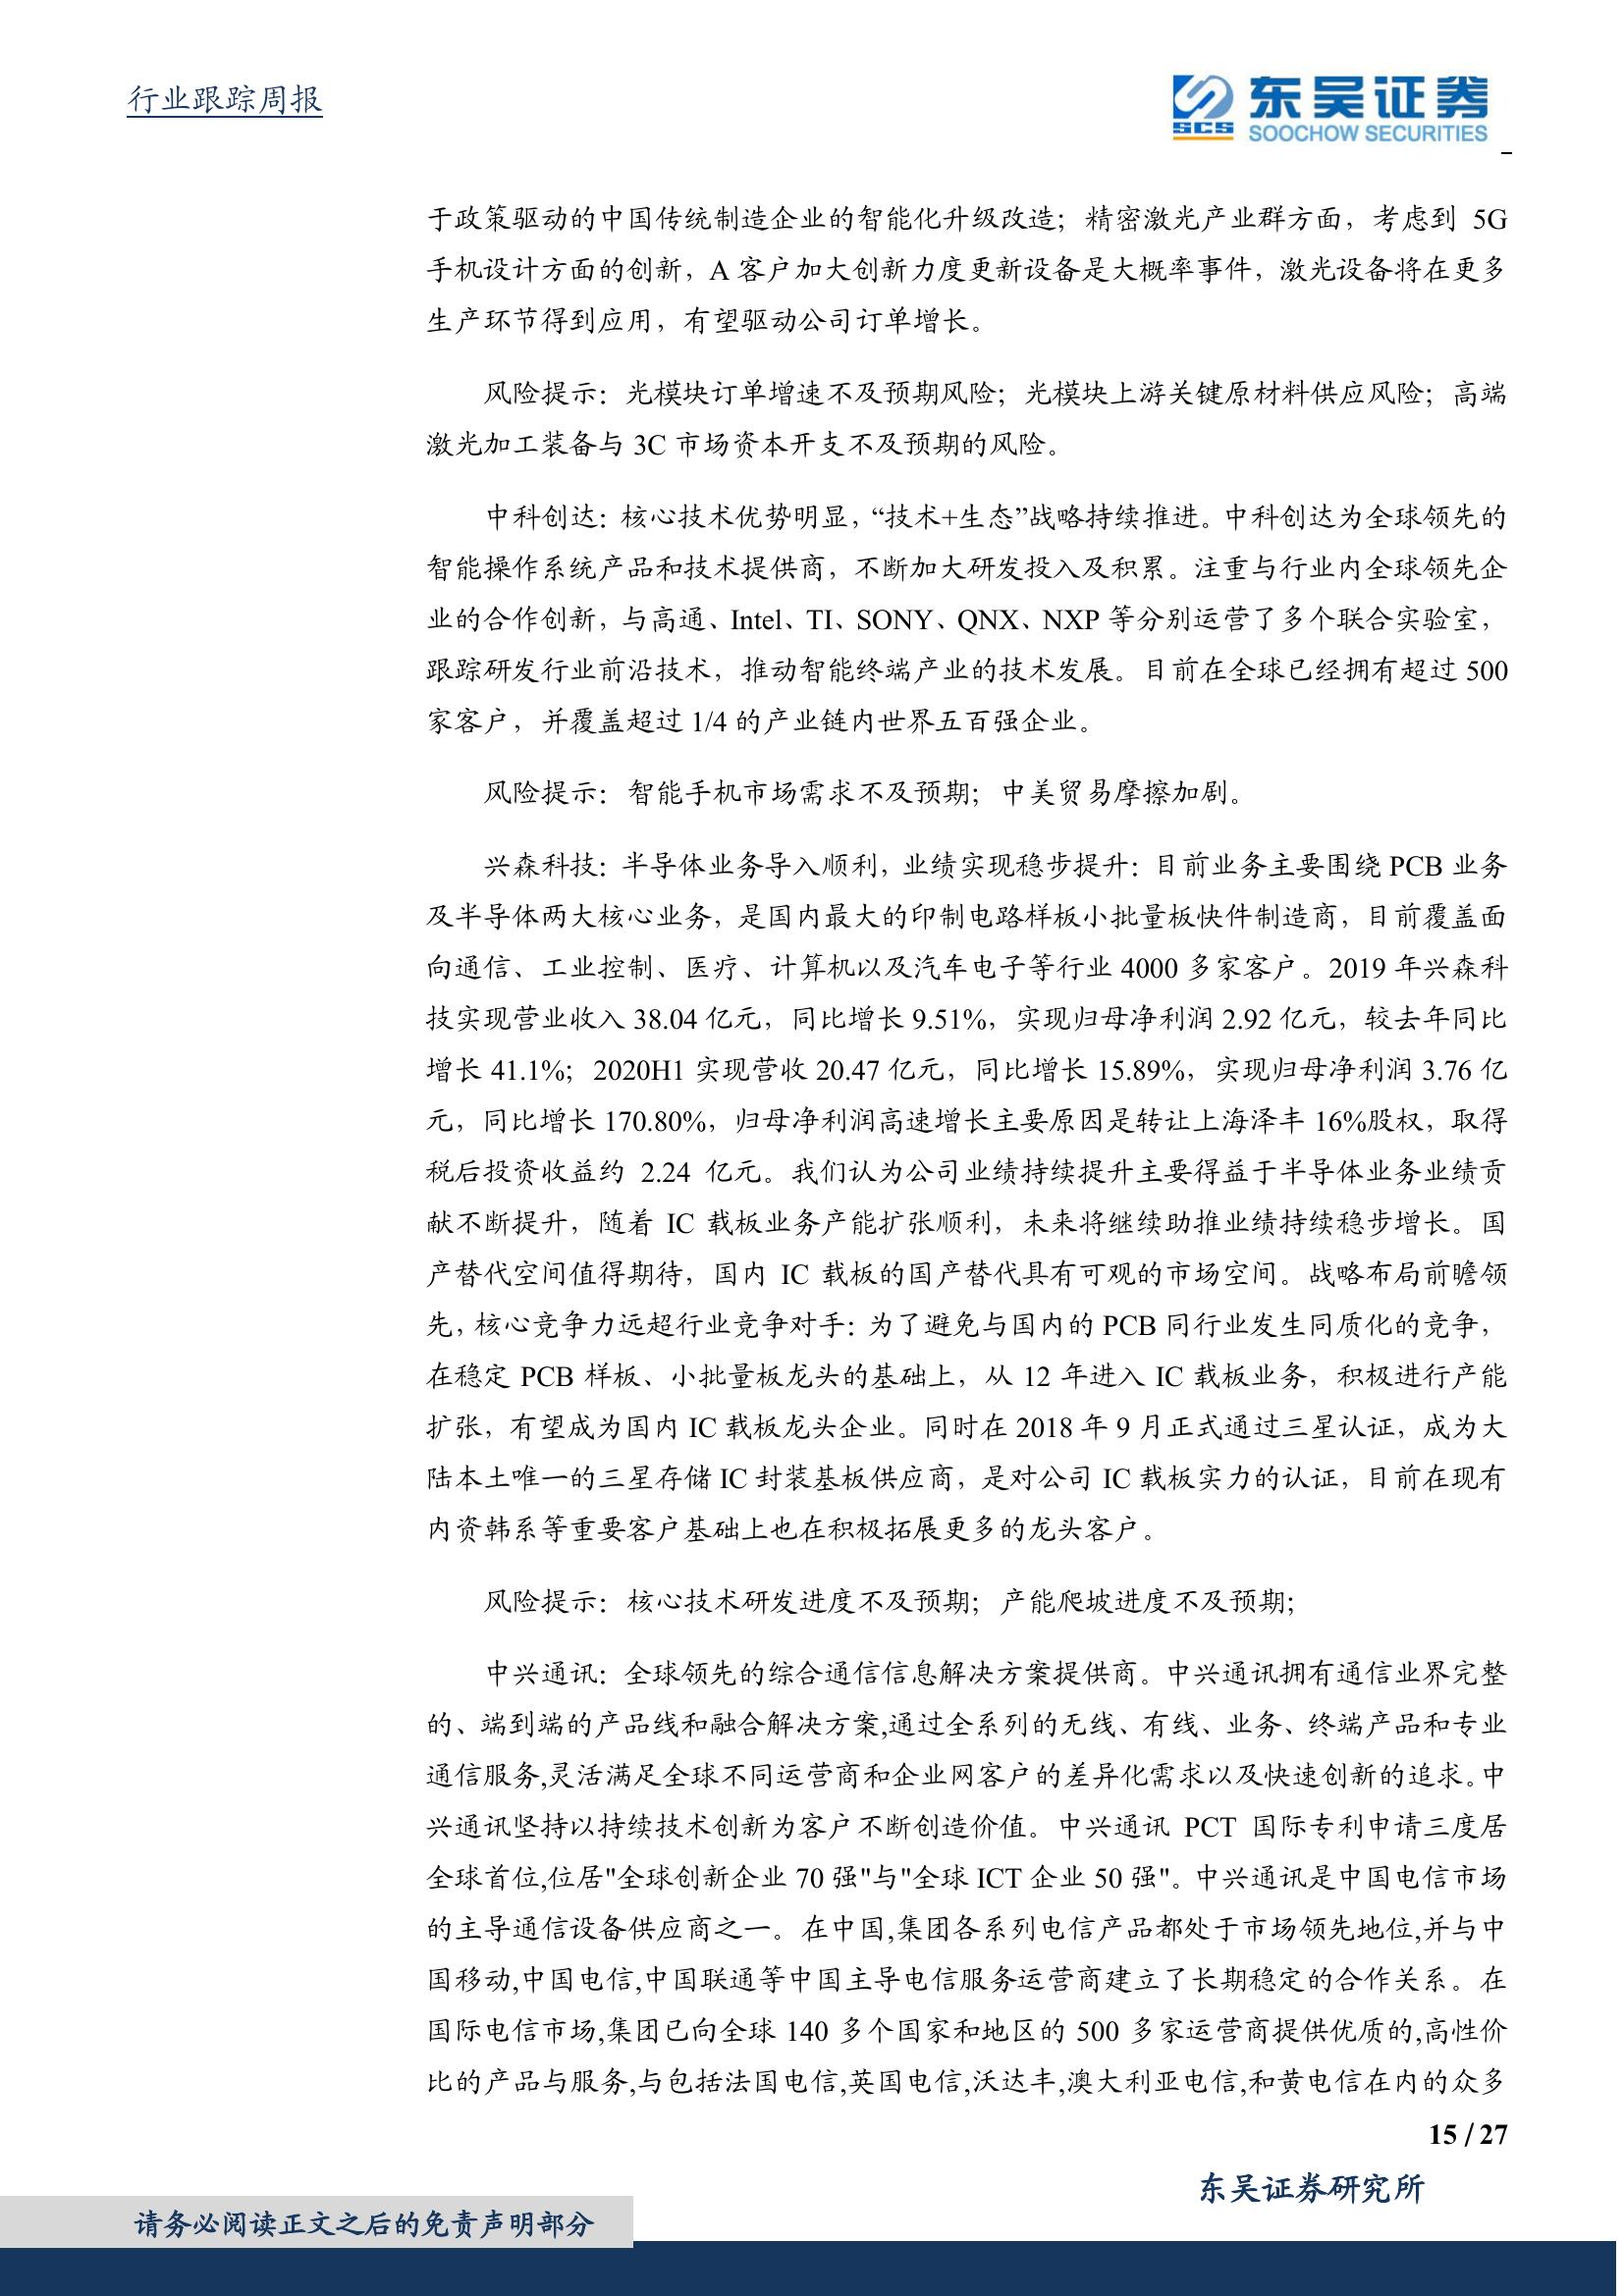 行业跟踪周报
东吴证券
SCS
SOOCHOW SECURITIES
于政策驱动的中国传统制造企业的智能化升级改造；精密激光产业群方面，考虑到 5G
手机设计方面的创新，A 客户加大创新力度更新设备是大概率事件，激光设备将在更多
生产环节得到应用，有望驱动公司订单增长。
风险提示：光模块订单增速不及预期风险；光模块上游关键原材料供应风险；高端
激光加工装备与 3C 市场资本开支不及预期的风险。
中科创达：核心技术优势明显，“技术+生态”战略持续推进。中科创达为全球领先的
智能操作系统产品和技术提供商，不断加大研发投入及积累。注重与行业内全球领先企
业的合作创新，与高通、Intel、TI、SONY、QNX、NXP 等分别运营了多个联合实验室，
跟踪研发行业前沿技术，推动智能终端产业的技术发展。目前在全球已经拥有超过 500
家客户，并覆盖超过 1/4 的产业链内世界五百强企业。
风险提示：智能手机市场需求不及预期；中美贸易摩擦加剧。
兴森科技：半导体业务导入顺利，业绩实现稳步提升：目前业务主要围绕 PCB 业务
及半导体两大核心业务，是国内最大的印制电路样板小批量板快件制造商，目前覆盖面
向通信、工业控制、医疗、计算机以及汽车电子等行业 4000 多家客户。2019 年兴森科
技实现营业收入 38.04 亿元，同比增长 9.51%，实现归母净利润 2.92 亿元，较去年同比
增长 41.1%；2020H1 实现营收 20.47 亿元，同比增长 15.89%，实现归母净利润 3.76 亿
元，同比增长 170.80%，归母净利润高速增长主要原因是转让上海泽丰 16%股权，取得
税后投资收益约 2.24 亿元。我们认为公司业绩持续提升主要得益于半导体业务业绩贡
献不断提升，随着 IC 载板业务产能扩张顺利，未来将继续助推业绩持续稳步增长。国
产替代空间值得期待，国内 IC 载板的国产替代具有可观的市场空间。战略布局前瞻领
先，核心竞争力远超行业竞争对手：为了避免与国内的 PCB 同行业发生同质化的竞争，
在稳定 PCB 样板、小批量板龙头的基础上，从 12 年进入 IC 载板业务，积极进行产能
扩张，有望成为国内 IC 载板龙头企业。同时在 2018 年 9 月正式通过三星认证，成为大
陆本土唯一的三星存储 IC 封装基板供应商，是对公司 IC 载板实力的认证，目前在现有
内资韩系等重要客户基础上也在积极拓展更多的龙头客户。
风险提示：核心技术研发进度不及预期；产能爬坡进度不及预期；
中兴通讯：全球领先的综合通信信息解决方案提供商。中兴通讯拥有通信业界完整
的、端到端的产品线和融合解决方案,通过全系列的无线、有线、业务、终端产品和专业
通信服务,灵活满足全球不同运营商和企业网客户的差异化需求以及快速创新的追求。中
兴通讯坚持以持续技术创新为客户不断创造价值。中兴通讯 PCT 国际专利申请三度居
全球首位,位居"全球创新企业 70 强"与"全球 ICT 企业 50 强"。中兴通讯是中国电信市场
的主导通信设备供应商之一。在中国,集团各系列电信产品都处于市场领先地位,并与中
国移动,中国电信,中国联通等中国主导电信服务运营商建立了长期稳定的合作关系。在
国际电信市场,集团已向全球 140 多个国家和地区的 500 多家运营商提供优质的,高性价
比的产品与服务,与包括法国电信,英国电信,沃达丰,澳大利亚电信,和黄电信在内的众多
15 / 27
东吴证券研究所
请务必阅读正文之后的免责声明部分